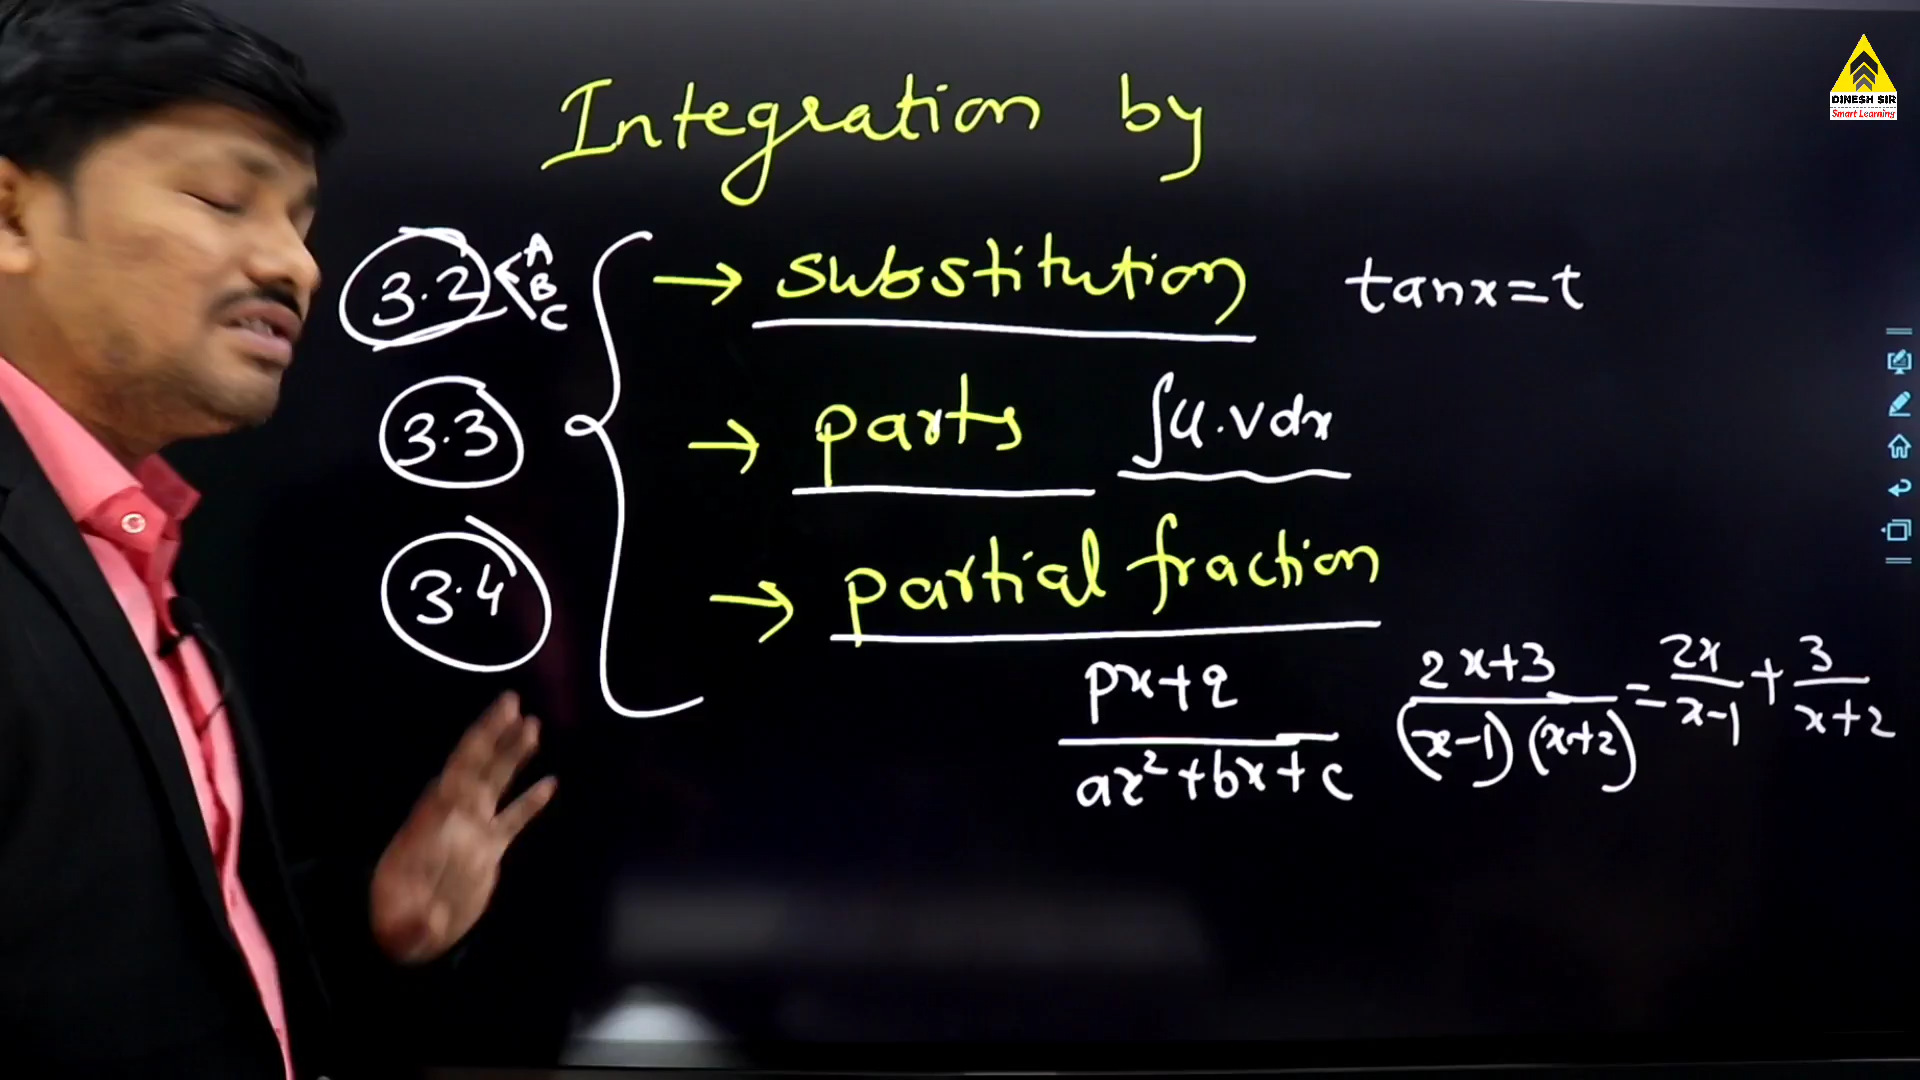 DINESH SIR
Smart Learning
Integration by
3.2 A B C → substitution tanx=t
3.3 → parts ∫u.vdx
3.4 → partial fraction
px+q / ax²+bx+c
2x+3 / (x-1)(x+2) = 2x / x-1 + 3 / x+2